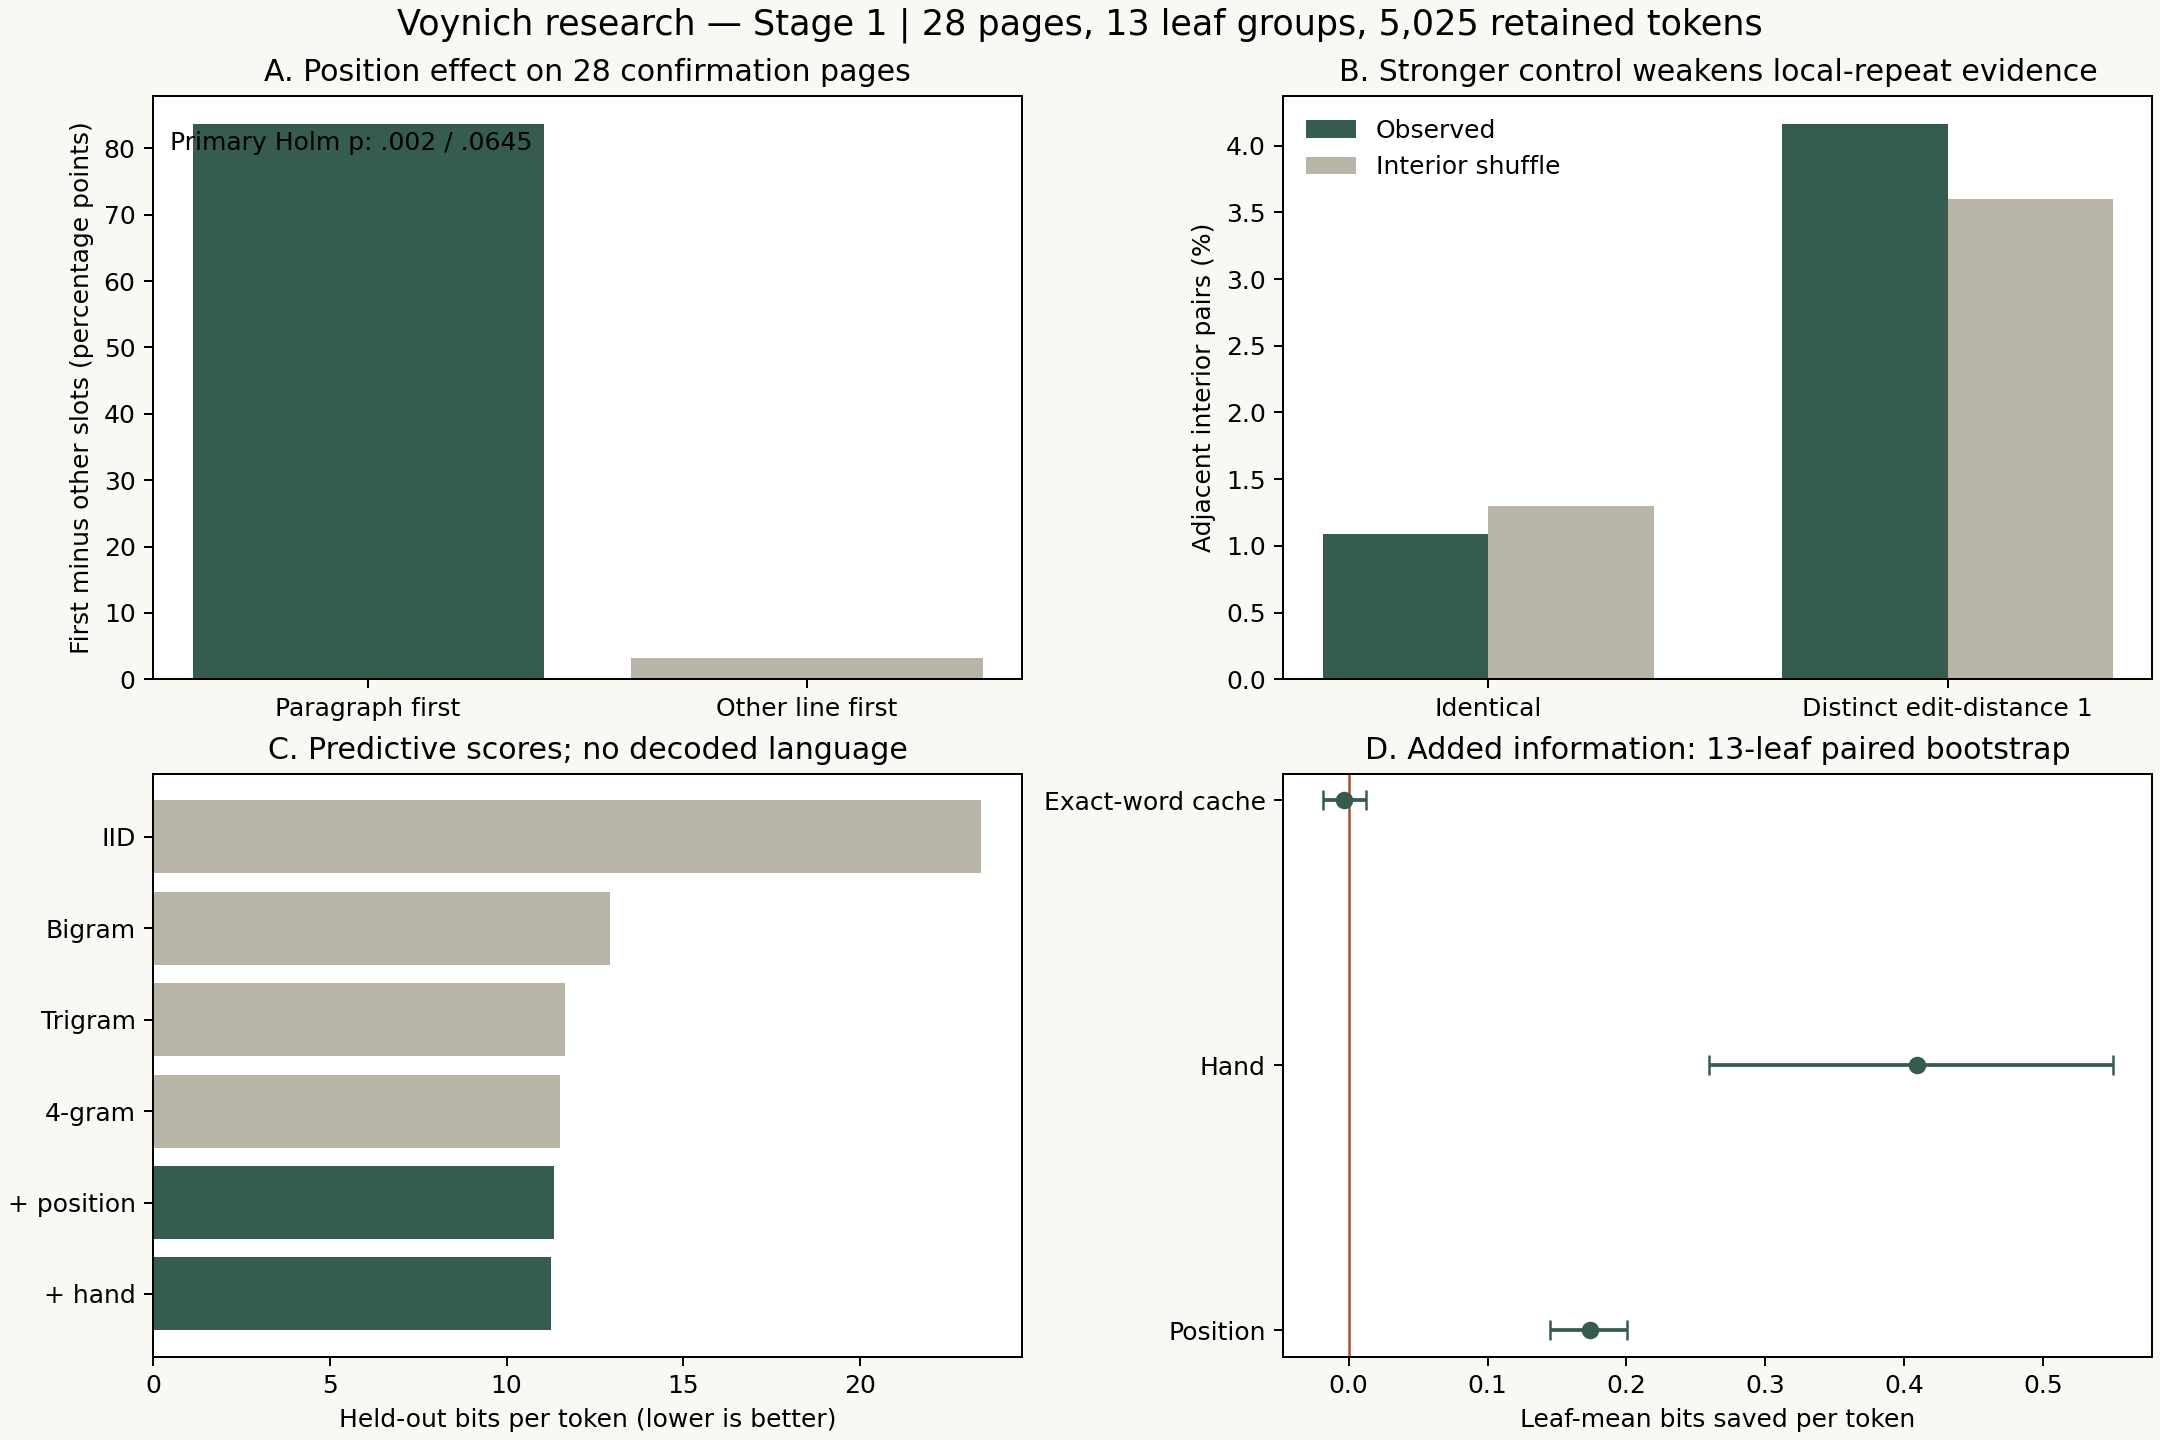 Voynich research — Stage 1 | 28 pages, 13 leaf groups, 5,025 retained tokens
A. Position effect on 28 confirmation pages
First minus other slots (percentage points)
80
70
60
50
40
30
20
10
0
Primary Holm p: .002 / .0645
Paragraph first
Other line first
B. Stronger control weakens local-repeat evidence
Adjacent interior pairs (%)
4.0
3.5
3.0
2.5
2.0
1.5
1.0
0.5
0.0
Observed
Interior shuffle
Identical
Distinct edit-distance 1
C. Predictive scores; no decoded language
IID
Bigram
Trigram
4-gram
+ position
+ hand
0
5
10
15
20
Held-out bits per token (lower is better)
D. Added information: 13-leaf paired bootstrap
Exact-word cache
Hand
Position
0.0
0.1
0.2
0.3
0.4
0.5
Leaf-mean bits saved per token